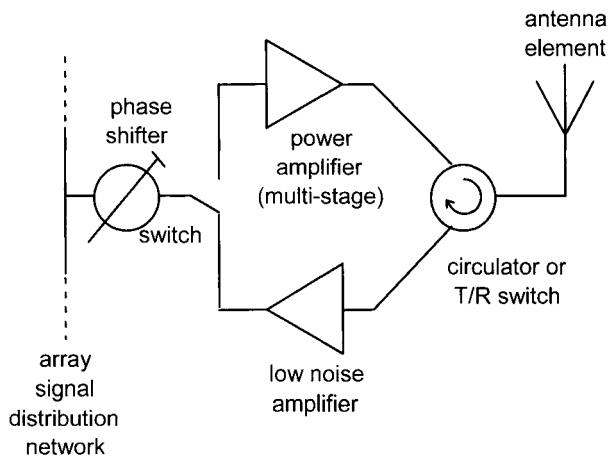 antenna
element
phase
shifter
power
amplifier
(multi-stage)
switch
circulator or
T/R switch
array
signal
distribution
network
low noise
amplifier